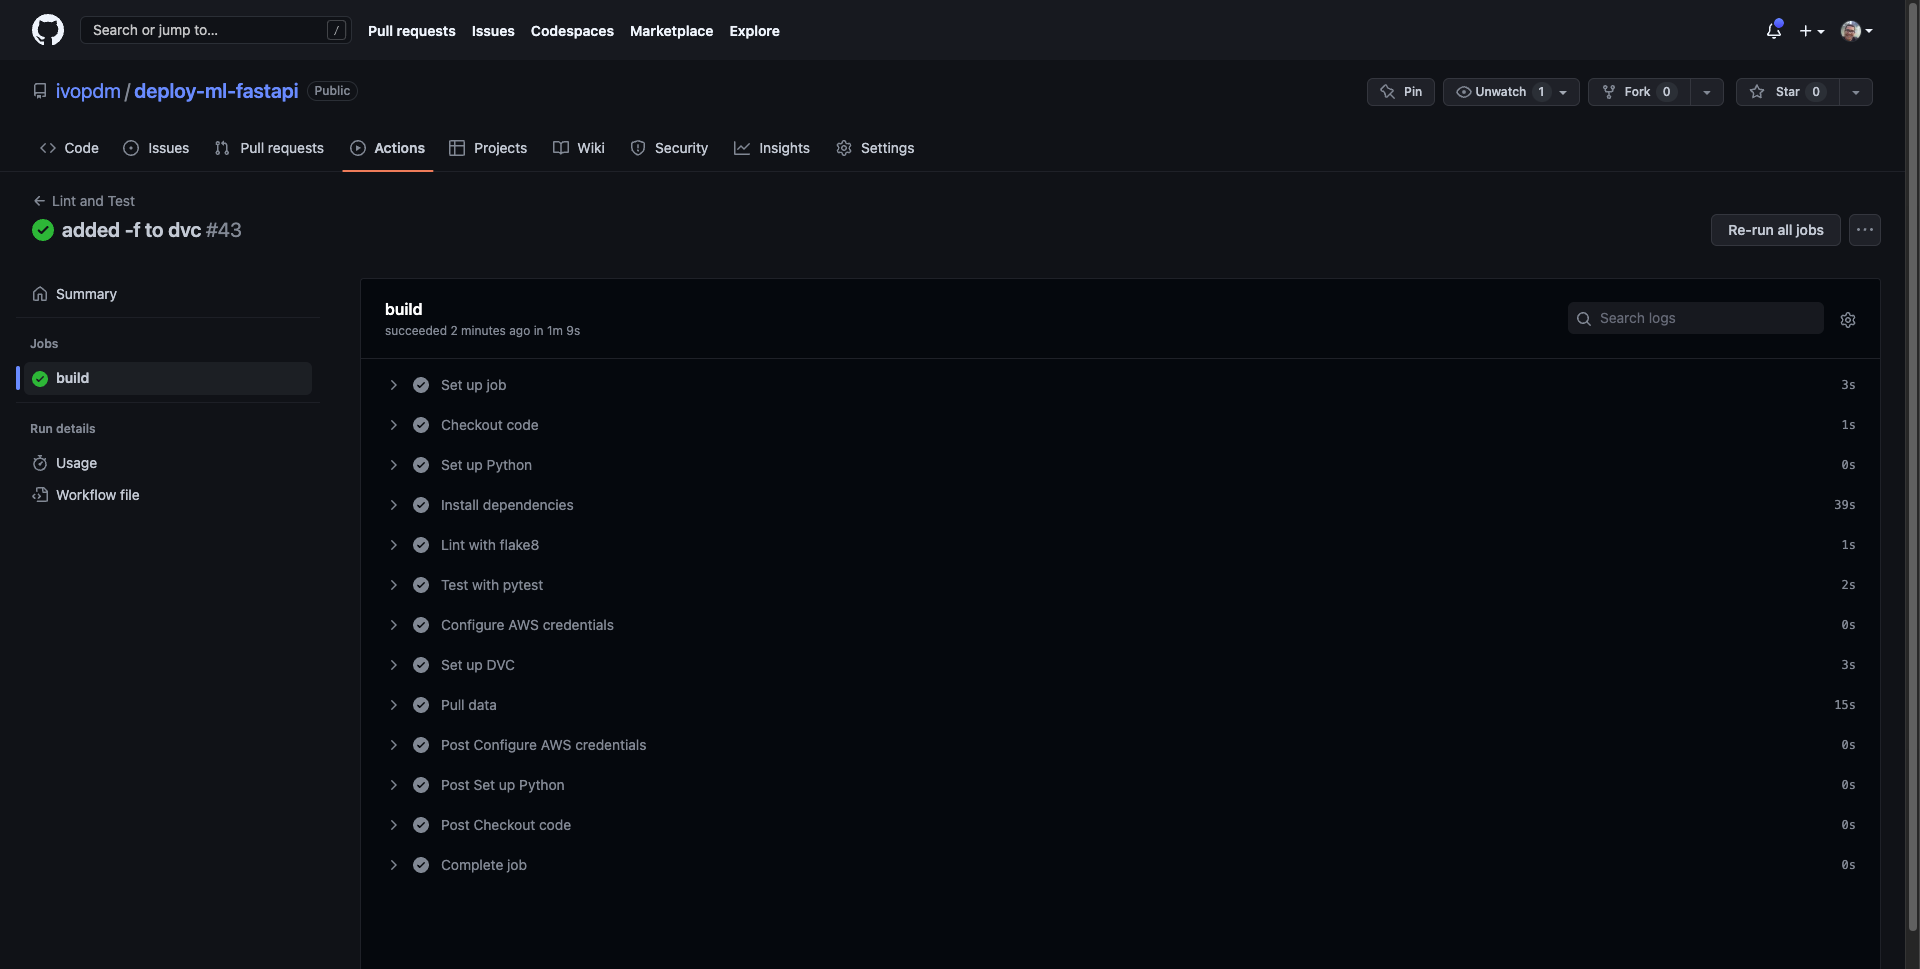 Search or jump to... /
Pull requests Issues Codespaces Marketplace Explore
ivopdm / deploy-ml-fastapi Public
Pin Unwatch 1 Fork 0 Star 0
Code Issues Pull requests Actions Projects Wiki Security Insights Settings
Lint and Test
added -f to dvc #43
Re-run all jobs
Summary
Jobs
build
Run details
Usage
Workflow file
build
succeeded 2 minutes ago in 1m 9s
Search logs
Set up job 3s
Checkout code 1s
Set up Python 0s
Install dependencies 39s
Lint with flake8 1s
Test with pytest 2s
Configure AWS credentials 0s
Set up DVC 3s
Pull data 15s
Post Configure AWS credentials 0s
Post Set up Python 0s
Post Checkout code 0s
Complete job 0s